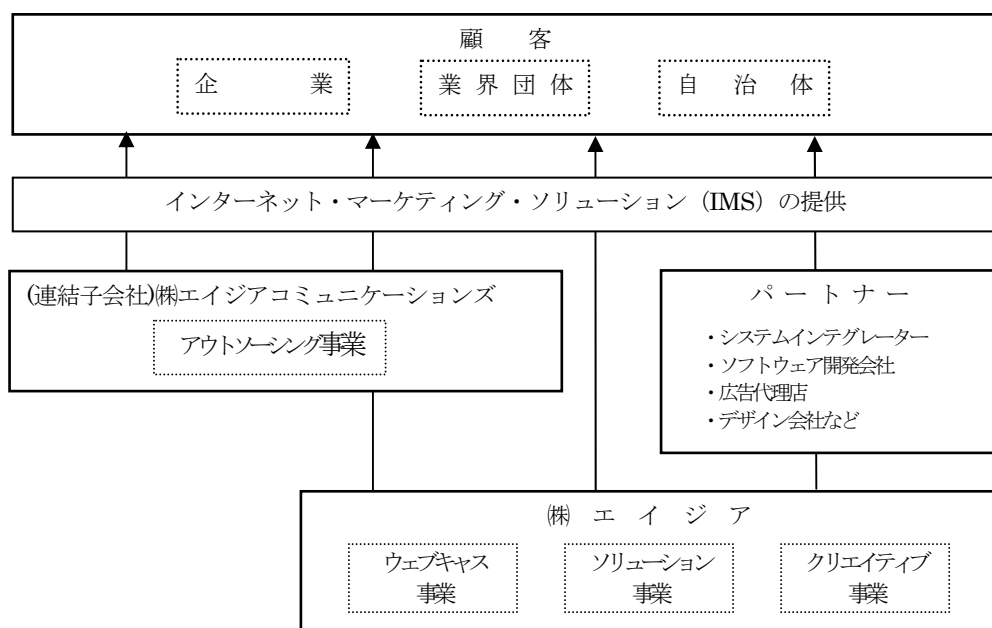 顧 客
企 業 業 界 団 体 自 治 体
インターネット・マーケティング・ソリューション (IMS) の提供
(連結子会社)㈱エイジアコミュニケーションズ
アウトソーシング事業
パ ー ト ナ ー
・システムインテグレーター
・ソフトウェア開発会社
・広告代理店
・デザイン会社など
㈱ エ イ ジ ア
ウェブキャス
事業
ソリューション
事業
クリエイティブ
事業